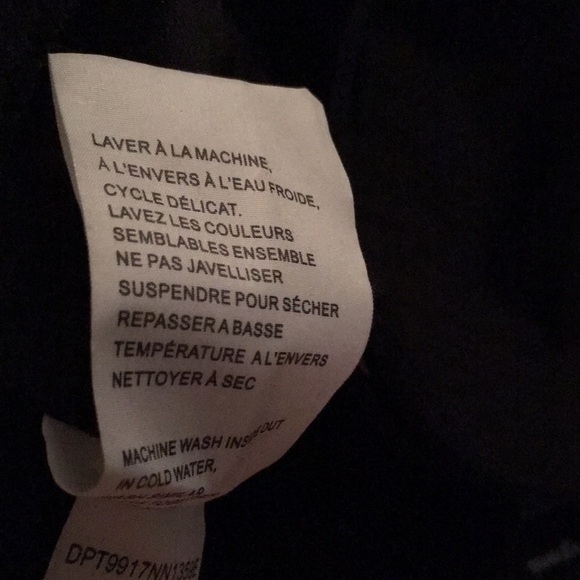 LAVER À LA MACHINE,
À L'ENVERS À L'EAU FROIDE,
CYCLE DÉLICAT.
LAVEZ LES COULEURS
SEMBLABLES ENSEMBLE
NE PAS JAVELLISER
SUSPENDRE POUR SÉCHER
REPASSER A BASSE
TEMPÉRATURE A L'ENVERS
NETTOYER À SEC
MACHINE WASH INSIDE OUT
IN COLD WATER,